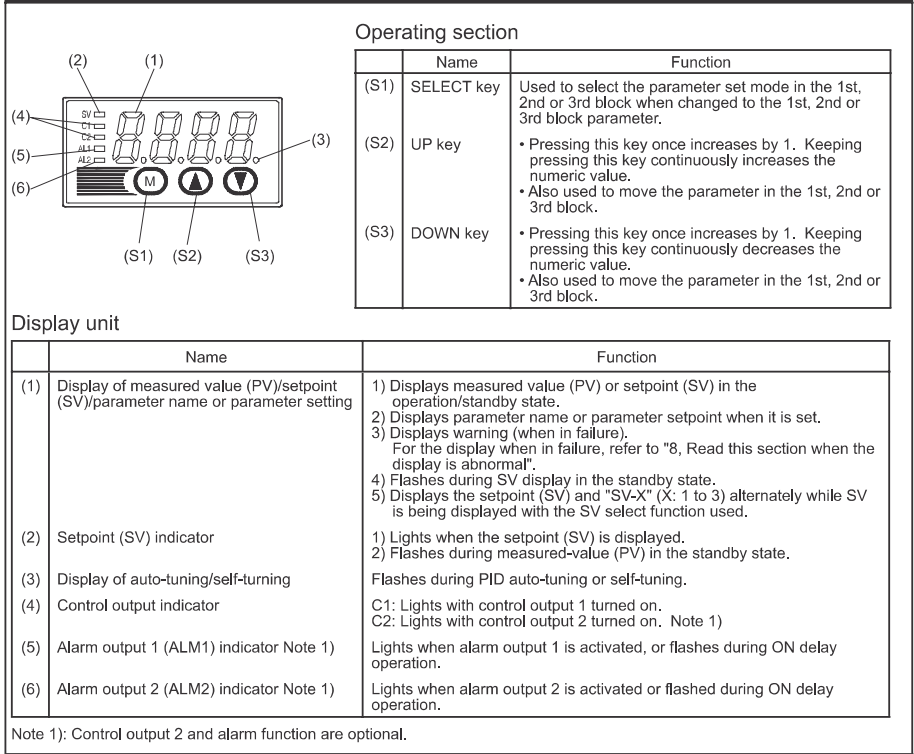 Operating section
(2) (1)
SV
(4) C1
C2
(5) AL1
(3)
AL2
(6)
M
(S1) (S2) (S3)
Name Function
(S1) SELECT key Used to select the parameter set mode in the 1st,
2nd or 3rd block when changed to the 1st, 2nd or
3rd block parameter.
(S2) UP key • Pressing this key once increases by 1. Keeping
pressing this key continuously increases the
numeric value.
• Also used to move the parameter in the 1st, 2nd or
3rd block.
(S3) DOWN key • Pressing this key once increases by 1. Keeping
pressing this key continuously decreases the
numeric value.
• Also used to move the parameter in the 1st, 2nd or
3rd block.
Display unit
Name Function
(1) Display of measured value (PV)/setpoint 1) Displays measured value (PV) or setpoint (SV) in the
(SV)/parameter name or parameter setting operation/standby state.
2) Displays parameter name or parameter setpoint when it is set.
3) Displays warning (when in failure).
For the display when in failure, refer to "8, Read this section when the
display is abnormal".
4) Flashes during SV display in the standby state.
5) Displays the setpoint (SV) and "SV-X" (X: 1 to 3) alternately while SV
is being displayed with the SV select function used.
(2) Setpoint (SV) indicator 1) Lights when the setpoint (SV) is displayed.
2) Flashes during measured-value (PV) in the standby state.
(3) Display of auto-tuning/self-turning Flashes during PID auto-tuning or self-tuning.
(4) Control output indicator C1: Lights with control output 1 turned on.
C2: Lights with control output 2 turned on. Note 1)
(5) Alarm output 1 (ALM1) indicator Note 1) Lights when alarm output 1 is activated, or flashes during ON delay
operation.
(6) Alarm output 2 (ALM2) indicator Note 1) Lights when alarm output 2 is activated or flashed during ON delay
operation.
Note 1): Control output 2 and alarm function are optional.